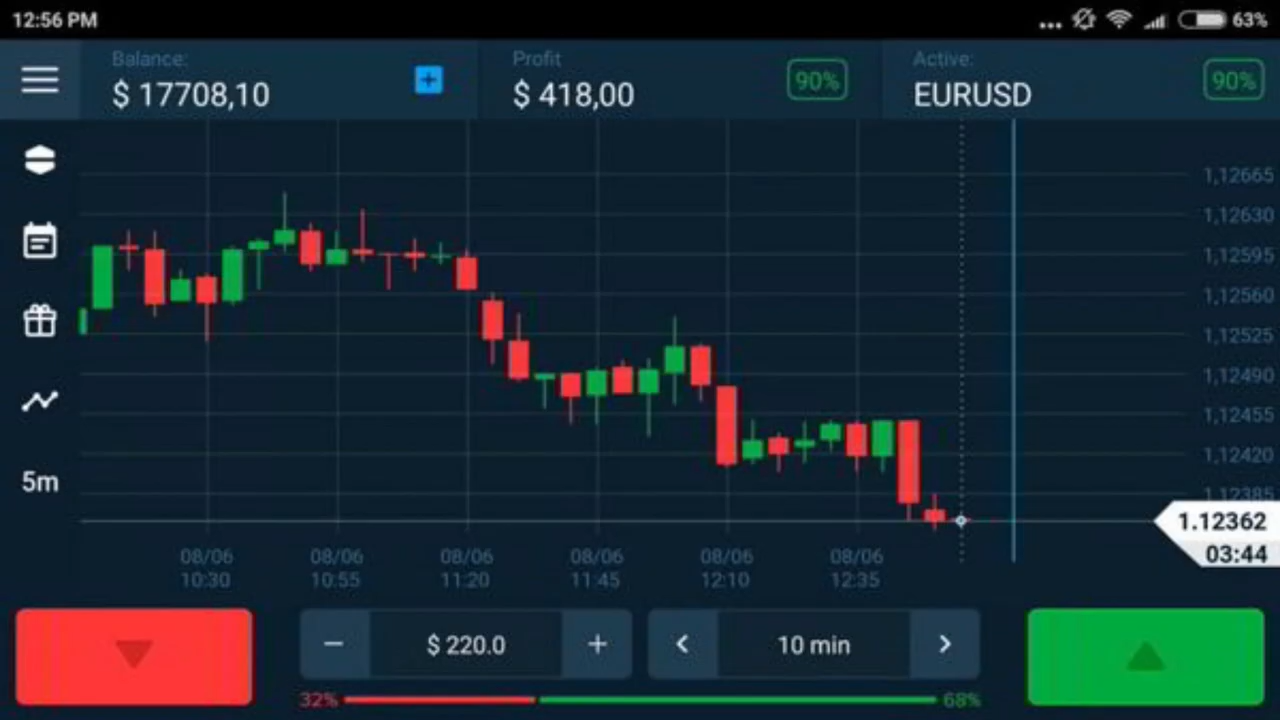 12:56 PM
63%
Balance:
$ 17708,10
Profit
$ 418,00
90%
Active:
EURUSD
90%
1,12665
1,12630
1,12595
1,12560
1,12525
1,12490
1,12455
1,12420
1,12385
5m
1.12362
03:44
08/06 08/06 08/06 08/06 08/06 08/06
10:30 10:55 11:20 11:45 12:10 12:35
$ 220.0
10 min
32%
68%